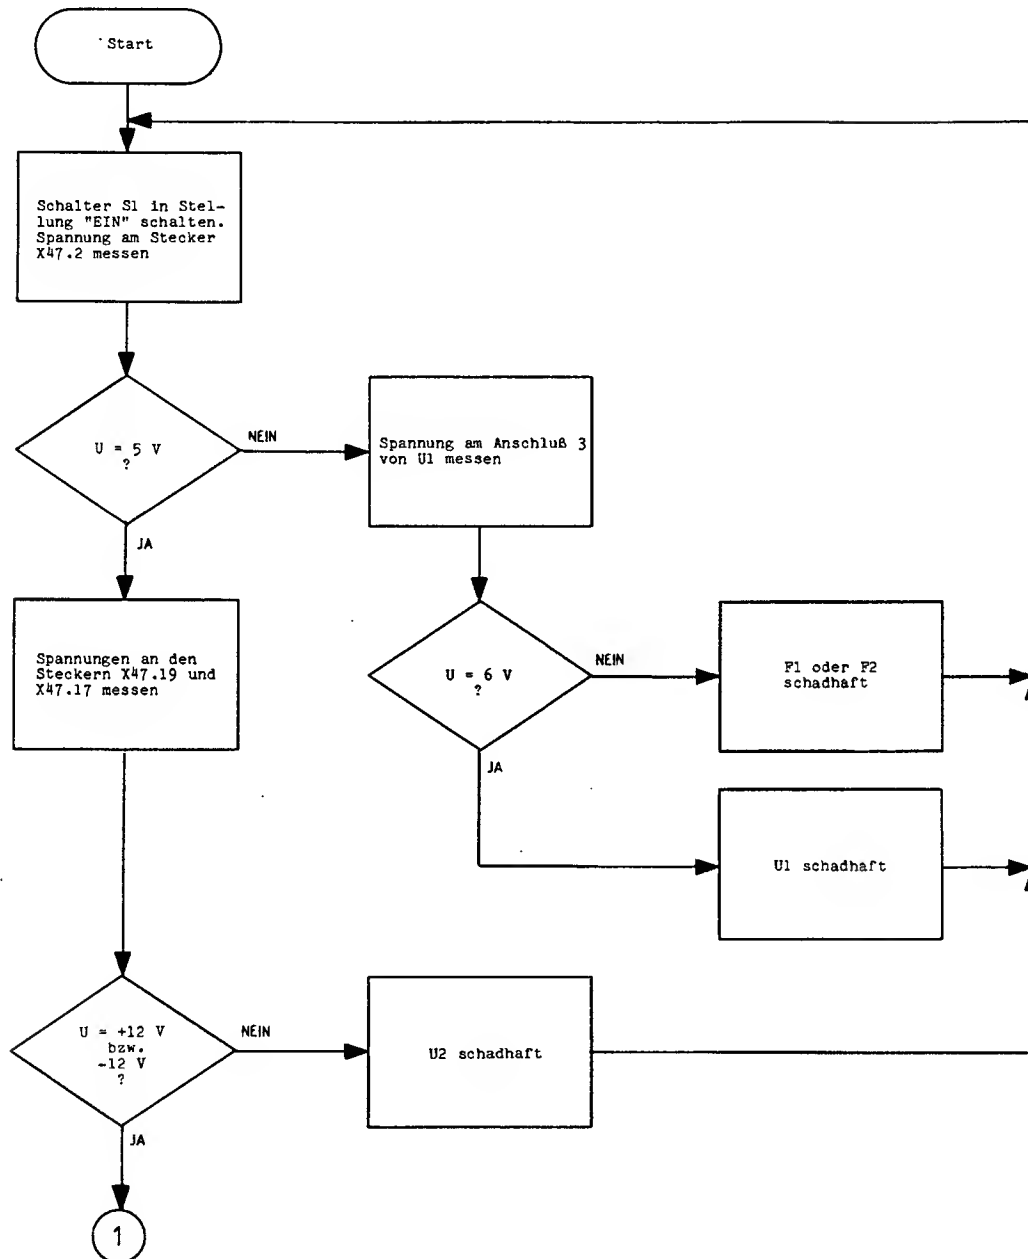 Start
Schalter S1 in Stel-
lung "EIN" schalten.
Spannung am Stecker
X47.2 messen
U = 5 V
?
NEIN
JA
Spannung am Anschluß 3
von U1 messen
Spannungen an den
Steckern X47.19 und
X47.17 messen
U = 6 V
?
NEIN
JA
F1 oder F2
schadhaft
U1 schadhaft
U = +12 V
bzw.
-12 V
?
NEIN
JA
U2 schadhaft
1